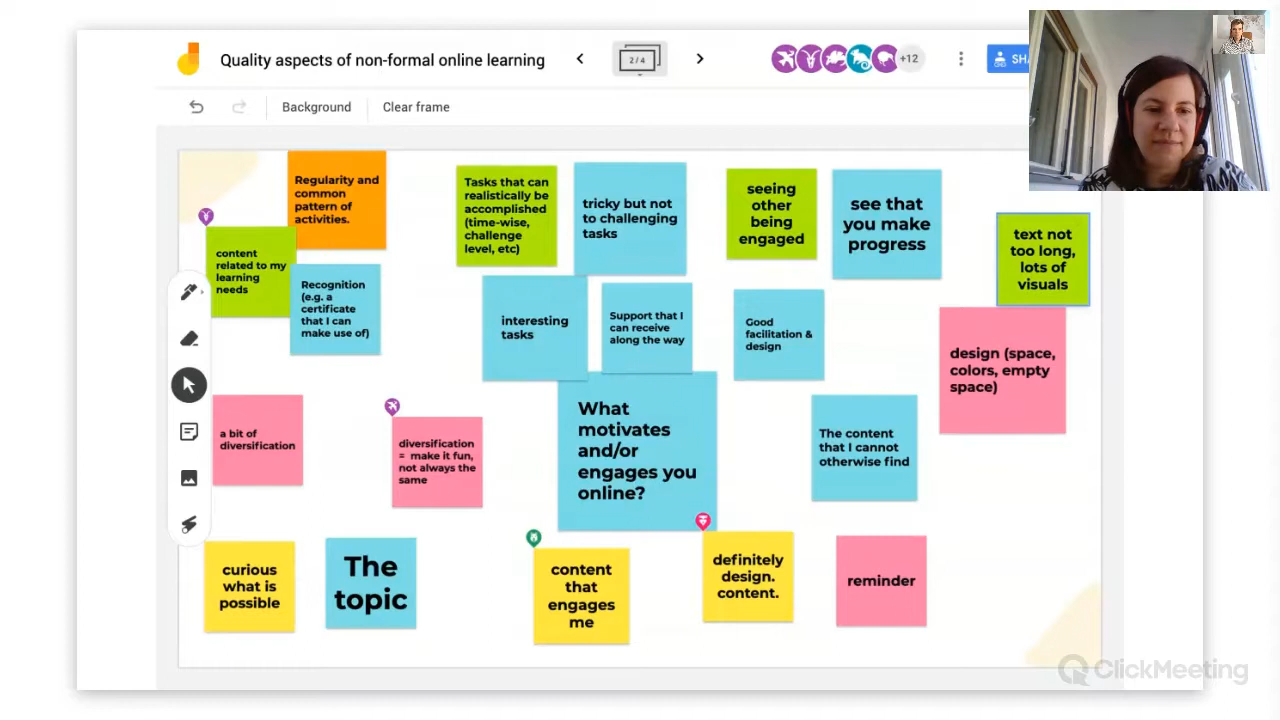 Quality aspects of non-formal online learning
2/4
+12
SHA
Background
Clear frame
Regularity and
common
pattern of
activities.
content
related to my
learning
needs
Recognition
(e.g. a
certificate
that I can
make use of)
Tasks that can
realistically be
accomplished
(time-wise,
challenge
level, etc)
tricky but not
to challenging
tasks
seeing
other
being
engaged
see that
you make
progress
text not
too long,
lots of
visuals
interesting
tasks
Support that I
can receive
along the way
Good
facilitation &
design
design (space,
colors, empty
space)
a bit of
diversification
diversification
= make it fun,
not always the
same
What
motivates
and/or
engages you
online?
The content
that I cannot
otherwise find
curious
what is
possible
The
topic
content
that
engages
me
definitely
design.
content.
reminder
ClickMeeting